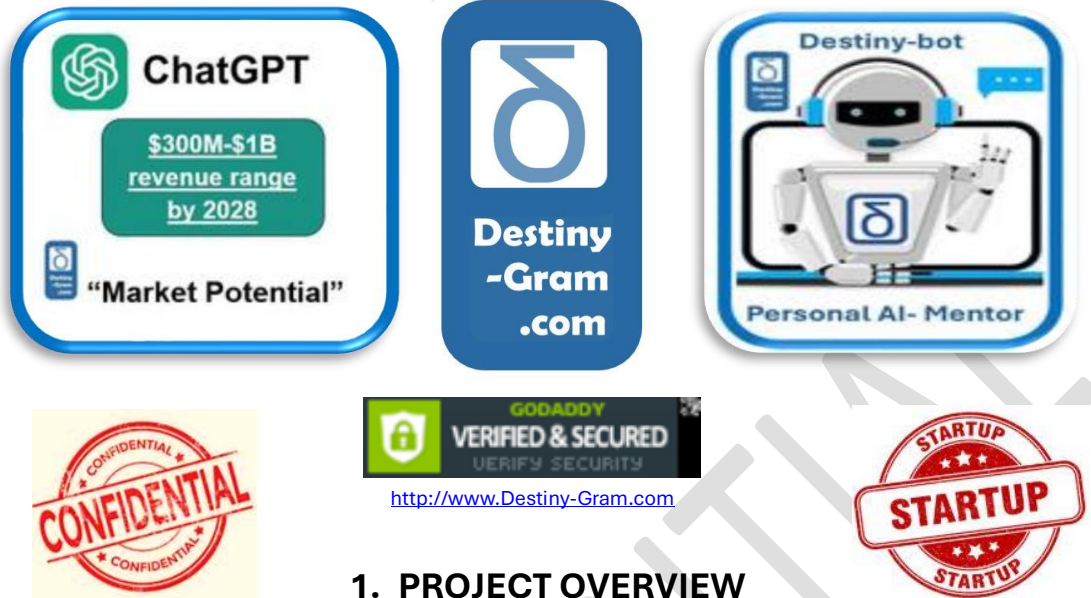 ChatGPT
$300M-$1B
revenue range
by 2028
“Market Potential”
δ
Destiny
-Gram
.com
Destiny-bot
δ
Personal AI- Mentor
CONFIDENTIAL
CONFIDENTIAL
CONFIDENTIAL
GODADDY
VERIFIED & SECURED
VERIFY SECURITY
http://www.Destiny-Gram.com
STARTUP
STARTUP
STARTUP
1. PROJECT OVERVIEW